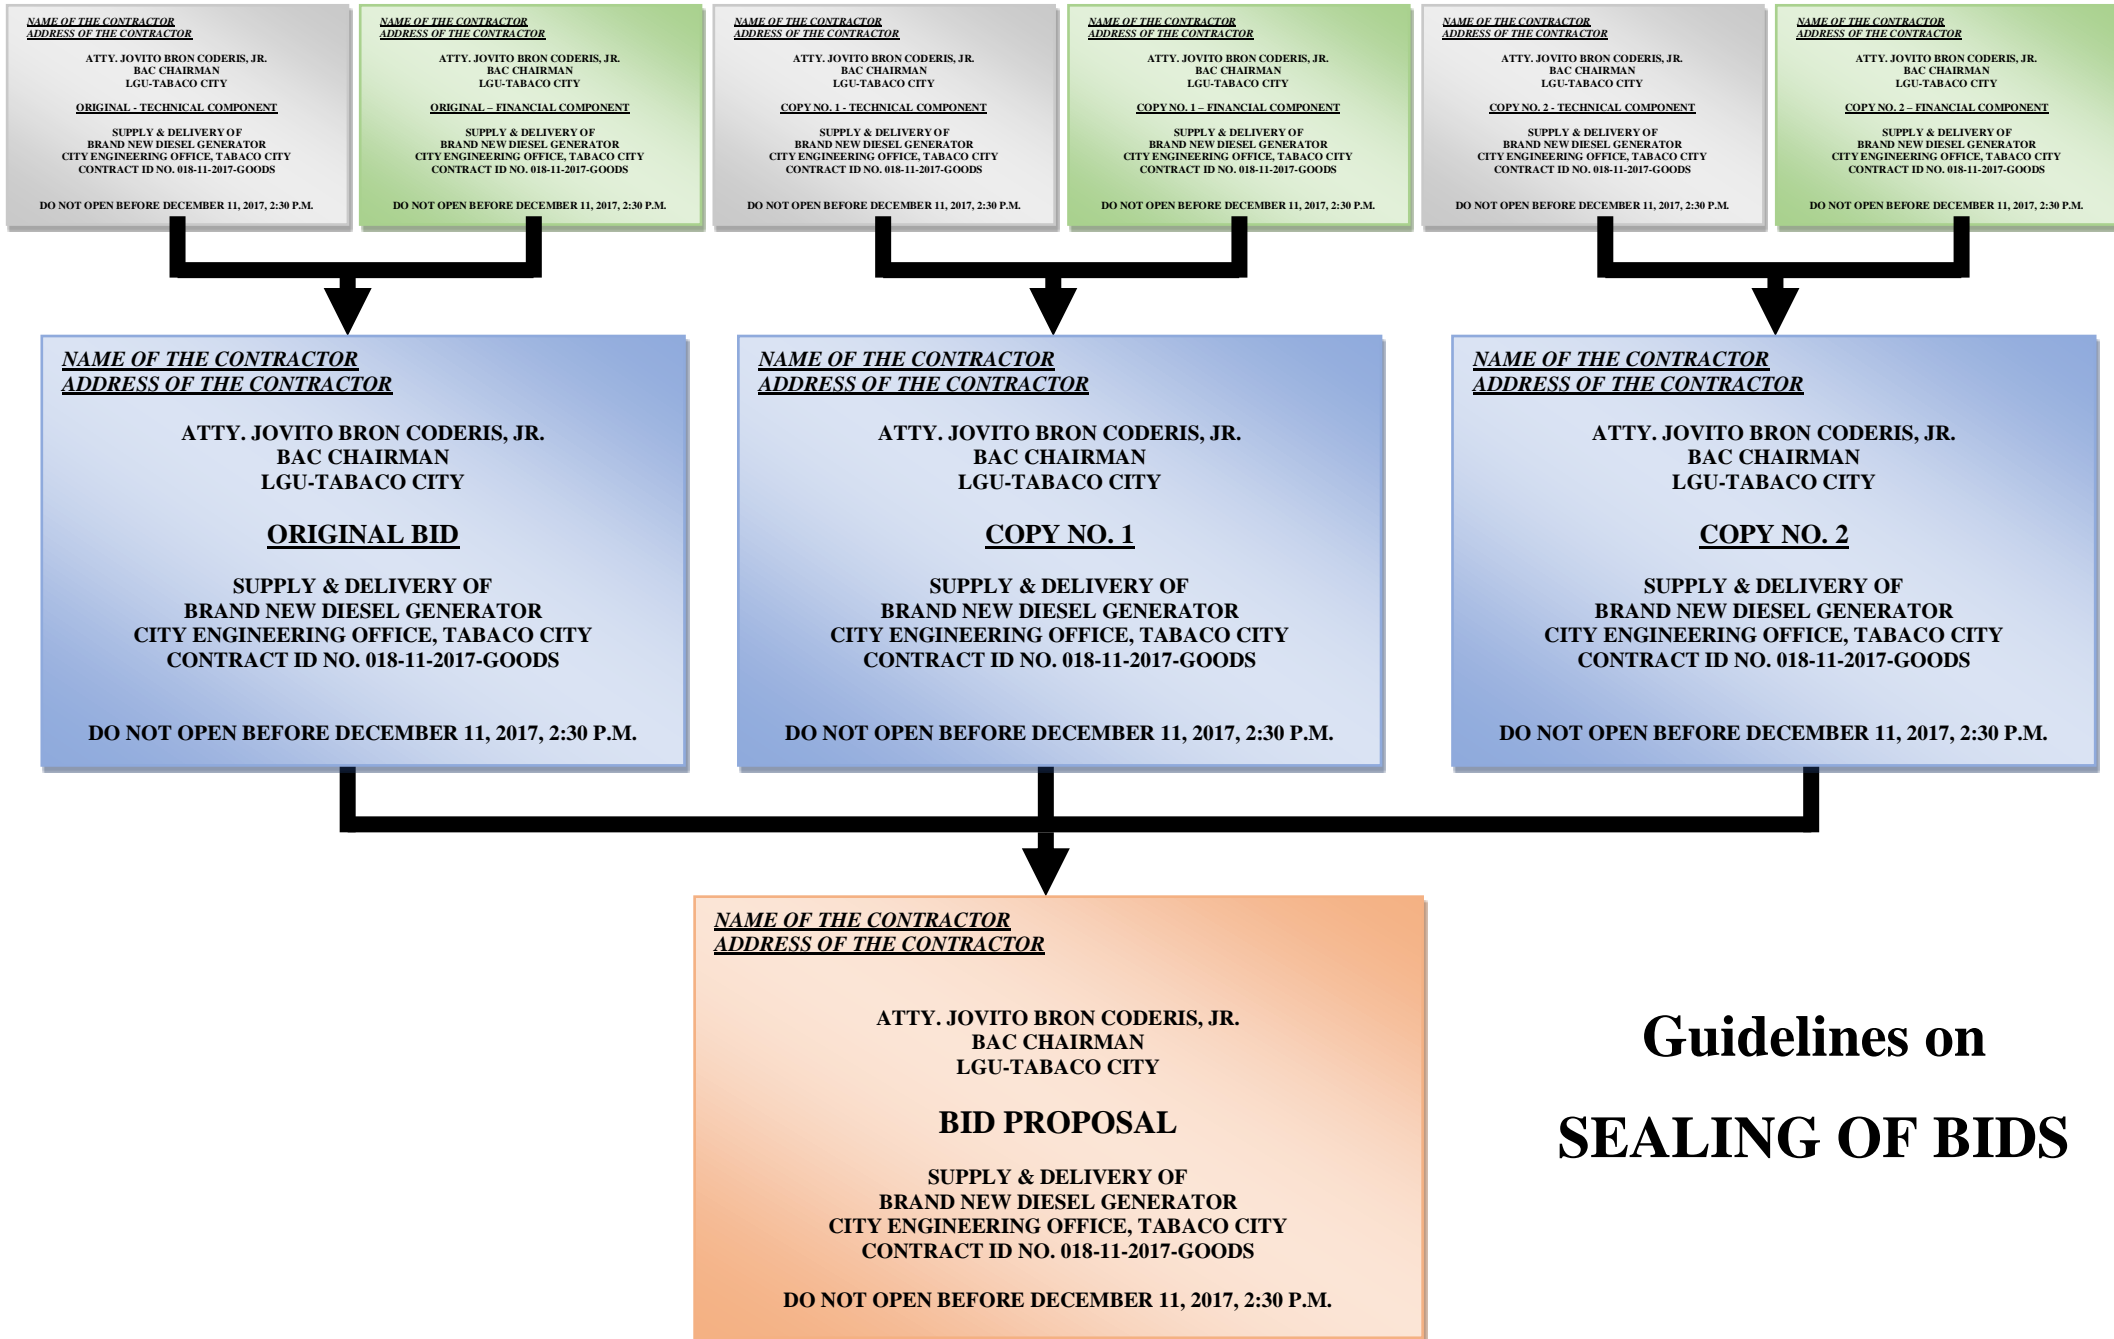 NAME OF THE CONTRACTOR
ADDRESS OF THE CONTRACTOR
ATTY. JOVITO BRON CODERIS, JR.
BAC CHAIRMAN
LGU-TABACO CITY
ORIGINAL - TECHNICAL COMPONENT
SUPPLY & DELIVERY OF
BRAND NEW DIESEL GENERATOR
CITY ENGINEERING OFFICE, TABACO CITY
CONTRACT ID NO. 018-11-2017-GOODS
DO NOT OPEN BEFORE DECEMBER 11, 2017, 2:30 P.M.
NAME OF THE CONTRACTOR
ADDRESS OF THE CONTRACTOR
ATTY. JOVITO BRON CODERIS, JR.
BAC CHAIRMAN
LGU-TABACO CITY
ORIGINAL – FINANCIAL COMPONENT
SUPPLY & DELIVERY OF
BRAND NEW DIESEL GENERATOR
CITY ENGINEERING OFFICE, TABACO CITY
CONTRACT ID NO. 018-11-2017-GOODS
DO NOT OPEN BEFORE DECEMBER 11, 2017, 2:30 P.M.
NAME OF THE CONTRACTOR
ADDRESS OF THE CONTRACTOR
ATTY. JOVITO BRON CODERIS, JR.
BAC CHAIRMAN
LGU-TABACO CITY
COPY NO. 1 - TECHNICAL COMPONENT
SUPPLY & DELIVERY OF
BRAND NEW DIESEL GENERATOR
CITY ENGINEERING OFFICE, TABACO CITY
CONTRACT ID NO. 018-11-2017-GOODS
DO NOT OPEN BEFORE DECEMBER 11, 2017, 2:30 P.M.
NAME OF THE CONTRACTOR
ADDRESS OF THE CONTRACTOR
ATTY. JOVITO BRON CODERIS, JR.
BAC CHAIRMAN
LGU-TABACO CITY
COPY NO. 1 – FINANCIAL COMPONENT
SUPPLY & DELIVERY OF
BRAND NEW DIESEL GENERATOR
CITY ENGINEERING OFFICE, TABACO CITY
CONTRACT ID NO. 018-11-2017-GOODS
DO NOT OPEN BEFORE DECEMBER 11, 2017, 2:30 P.M.
NAME OF THE CONTRACTOR
ADDRESS OF THE CONTRACTOR
ATTY. JOVITO BRON CODERIS, JR.
BAC CHAIRMAN
LGU-TABACO CITY
COPY NO. 2 - TECHNICAL COMPONENT
SUPPLY & DELIVERY OF
BRAND NEW DIESEL GENERATOR
CITY ENGINEERING OFFICE, TABACO CITY
CONTRACT ID NO. 018-11-2017-GOODS
DO NOT OPEN BEFORE DECEMBER 11, 2017, 2:30 P.M.
NAME OF THE CONTRACTOR
ADDRESS OF THE CONTRACTOR
ATTY. JOVITO BRON CODERIS, JR.
BAC CHAIRMAN
LGU-TABACO CITY
COPY NO. 2 – FINANCIAL COMPONENT
SUPPLY & DELIVERY OF
BRAND NEW DIESEL GENERATOR
CITY ENGINEERING OFFICE, TABACO CITY
CONTRACT ID NO. 018-11-2017-GOODS
DO NOT OPEN BEFORE DECEMBER 11, 2017, 2:30 P.M.
NAME OF THE CONTRACTOR
ADDRESS OF THE CONTRACTOR
ATTY. JOVITO BRON CODERIS, JR.
BAC CHAIRMAN
LGU-TABACO CITY
ORIGINAL BID
SUPPLY & DELIVERY OF
BRAND NEW DIESEL GENERATOR
CITY ENGINEERING OFFICE, TABACO CITY
CONTRACT ID NO. 018-11-2017-GOODS
DO NOT OPEN BEFORE DECEMBER 11, 2017, 2:30 P.M.
NAME OF THE CONTRACTOR
ADDRESS OF THE CONTRACTOR
ATTY. JOVITO BRON CODERIS, JR.
BAC CHAIRMAN
LGU-TABACO CITY
COPY NO. 1
SUPPLY & DELIVERY OF
BRAND NEW DIESEL GENERATOR
CITY ENGINEERING OFFICE, TABACO CITY
CONTRACT ID NO. 018-11-2017-GOODS
DO NOT OPEN BEFORE DECEMBER 11, 2017, 2:30 P.M.
NAME OF THE CONTRACTOR
ADDRESS OF THE CONTRACTOR
ATTY. JOVITO BRON CODERIS, JR.
BAC CHAIRMAN
LGU-TABACO CITY
COPY NO. 2
SUPPLY & DELIVERY OF
BRAND NEW DIESEL GENERATOR
CITY ENGINEERING OFFICE, TABACO CITY
CONTRACT ID NO. 018-11-2017-GOODS
DO NOT OPEN BEFORE DECEMBER 11, 2017, 2:30 P.M.
NAME OF THE CONTRACTOR
ADDRESS OF THE CONTRACTOR
ATTY. JOVITO BRON CODERIS, JR.
BAC CHAIRMAN
LGU-TABACO CITY
BID PROPOSAL
SUPPLY & DELIVERY OF
BRAND NEW DIESEL GENERATOR
CITY ENGINEERING OFFICE, TABACO CITY
CONTRACT ID NO. 018-11-2017-GOODS
DO NOT OPEN BEFORE DECEMBER 11, 2017, 2:30 P.M.
Guidelines on
SEALING OF BIDS